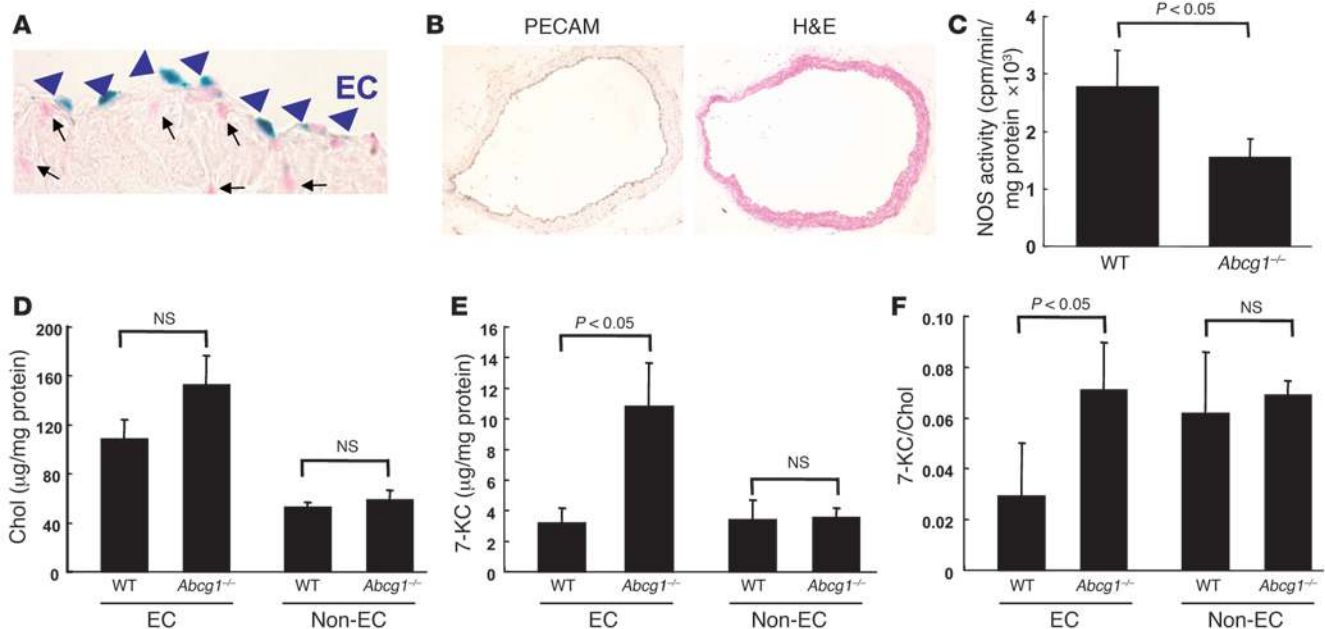 A
EC
B
PECAM
H&E
C
P < 0.05
NOS activity (cpm/min/
mg protein ×10³)
4
3
2
1
0
WT
Abcg1⁻/⁻
D
NS
NS
Chol (µg/mg protein)
200
160
120
80
40
0
WT
Abcg1⁻/⁻
WT
Abcg1⁻/⁻
EC
Non-EC
E
P < 0.05
NS
7-KC (µg/mg protein)
16
14
12
10
8
6
4
2
0
WT
Abcg1⁻/⁻
WT
Abcg1⁻/⁻
EC
Non-EC
F
P < 0.05
NS
7-KC/Chol
0.10
0.08
0.06
0.04
0.02
0
WT
Abcg1⁻/⁻
WT
Abcg1⁻/⁻
EC
Non-EC